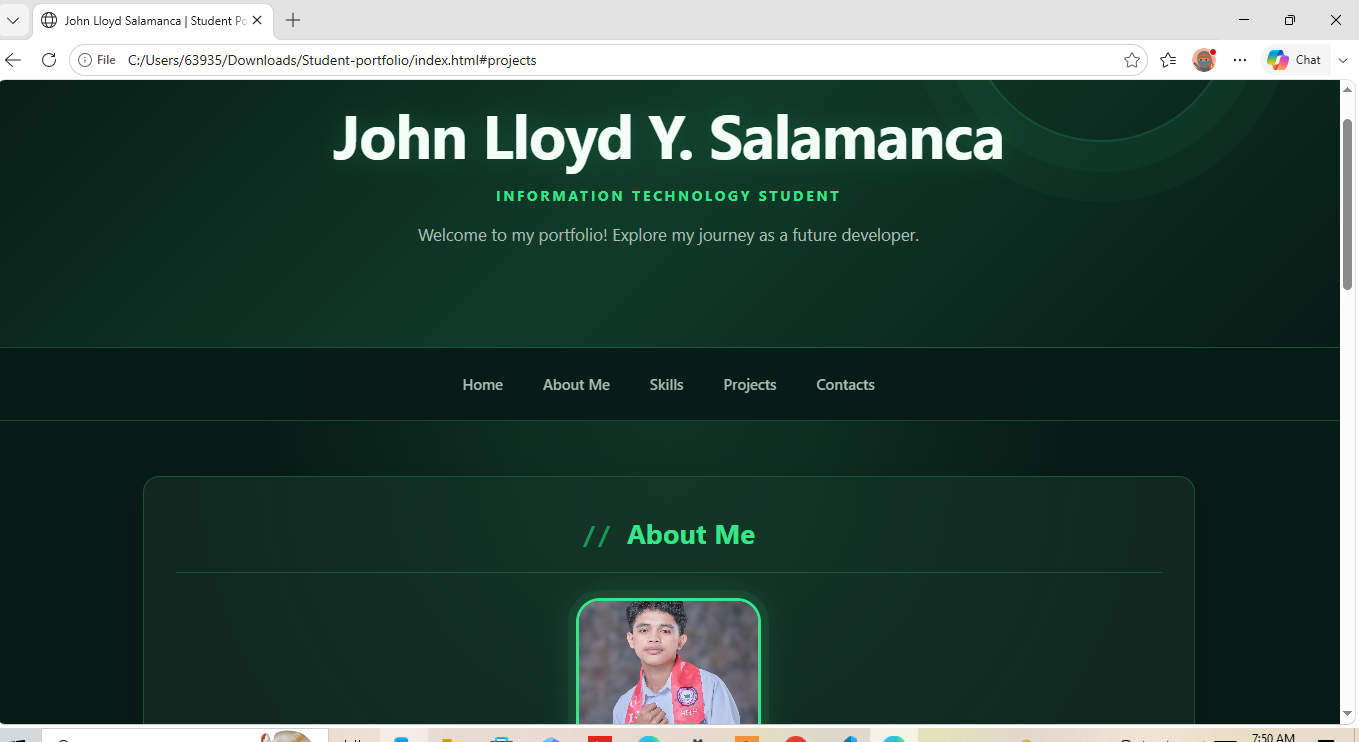 John Lloyd Salamanca | Student Po
File C:/Users/63935/Downloads/Student-portfolio/index.html#projects
Chat
John Lloyd Y. Salamanca
INFORMATION TECHNOLOGY STUDENT
Welcome to my portfolio! Explore my journey as a future developer.
Home About Me Skills Projects Contacts
// About Me
7:50 AM